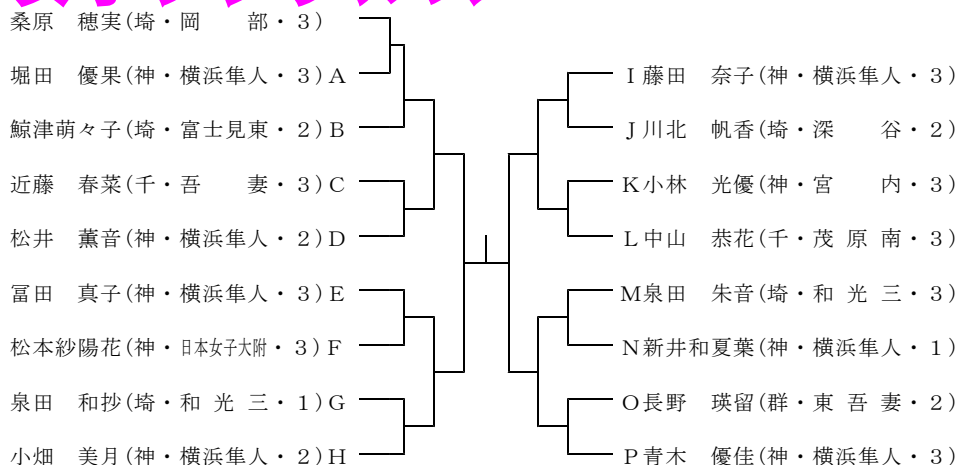 桑原　穂実(埼・岡　　部・3)
堀田　優果(神・横浜隼人・3)A
鯨津萌々子(埼・富士見東・2)B
近藤　春菜(千・吾　　妻・3)C
松井　薫音(神・横浜隼人・2)D
冨田　真子(神・横浜隼人・3)E
松本紗陽花(神・日本女子大附・3)F
泉田　和抄(埼・和 光 三・1)G
小畑　美月(神・横浜隼人・2)H
I藤田　奈子(神・横浜隼人・3)
J川北　帆香(埼・深　　谷・2)
K小林　光優(神・宮　　内・3)
L中山　恭花(千・茂 原 南・3)
M泉田　朱音(埼・和 光 三・3)
N新井和夏葉(神・横浜隼人・1)
O長野　瑛留(群・東 吾 妻・2)
P青木　優佳(神・横浜隼人・3)